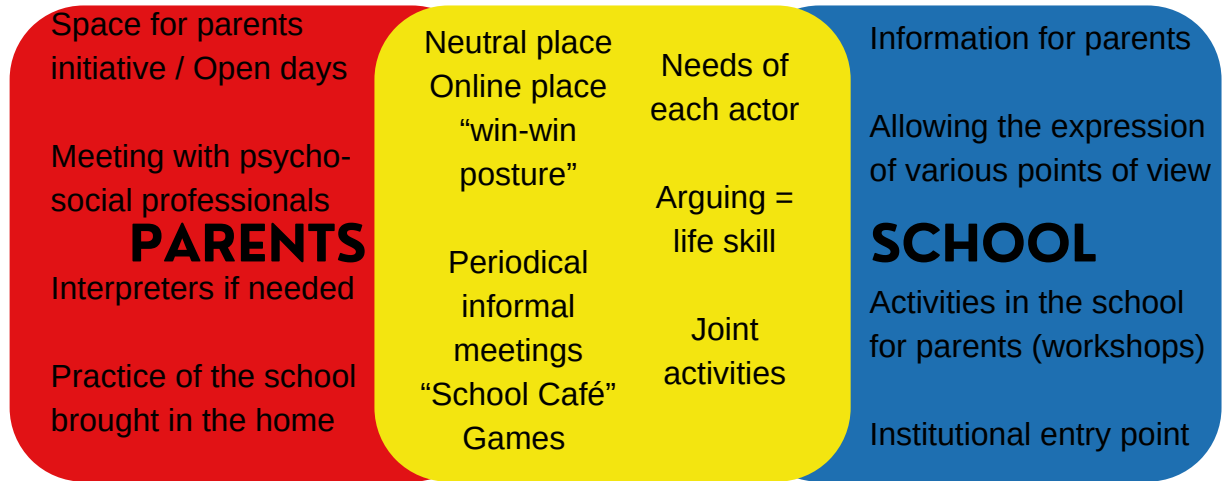 Space for parents
initiative / Open days
Meeting with psycho-
social professionals
PARENTS
Interpreters if needed
Practice of the school
brought in the home
Neutral place
Online place
“win-win
posture”
Periodical
informal
meetings
“School Café”
Games
Needs of
each actor
Arguing =
life skill
Joint
activities
Information for parents
Allowing the expression
of various points of view
SCHOOL
Activities in the school
for parents (workshops)
Institutional entry point